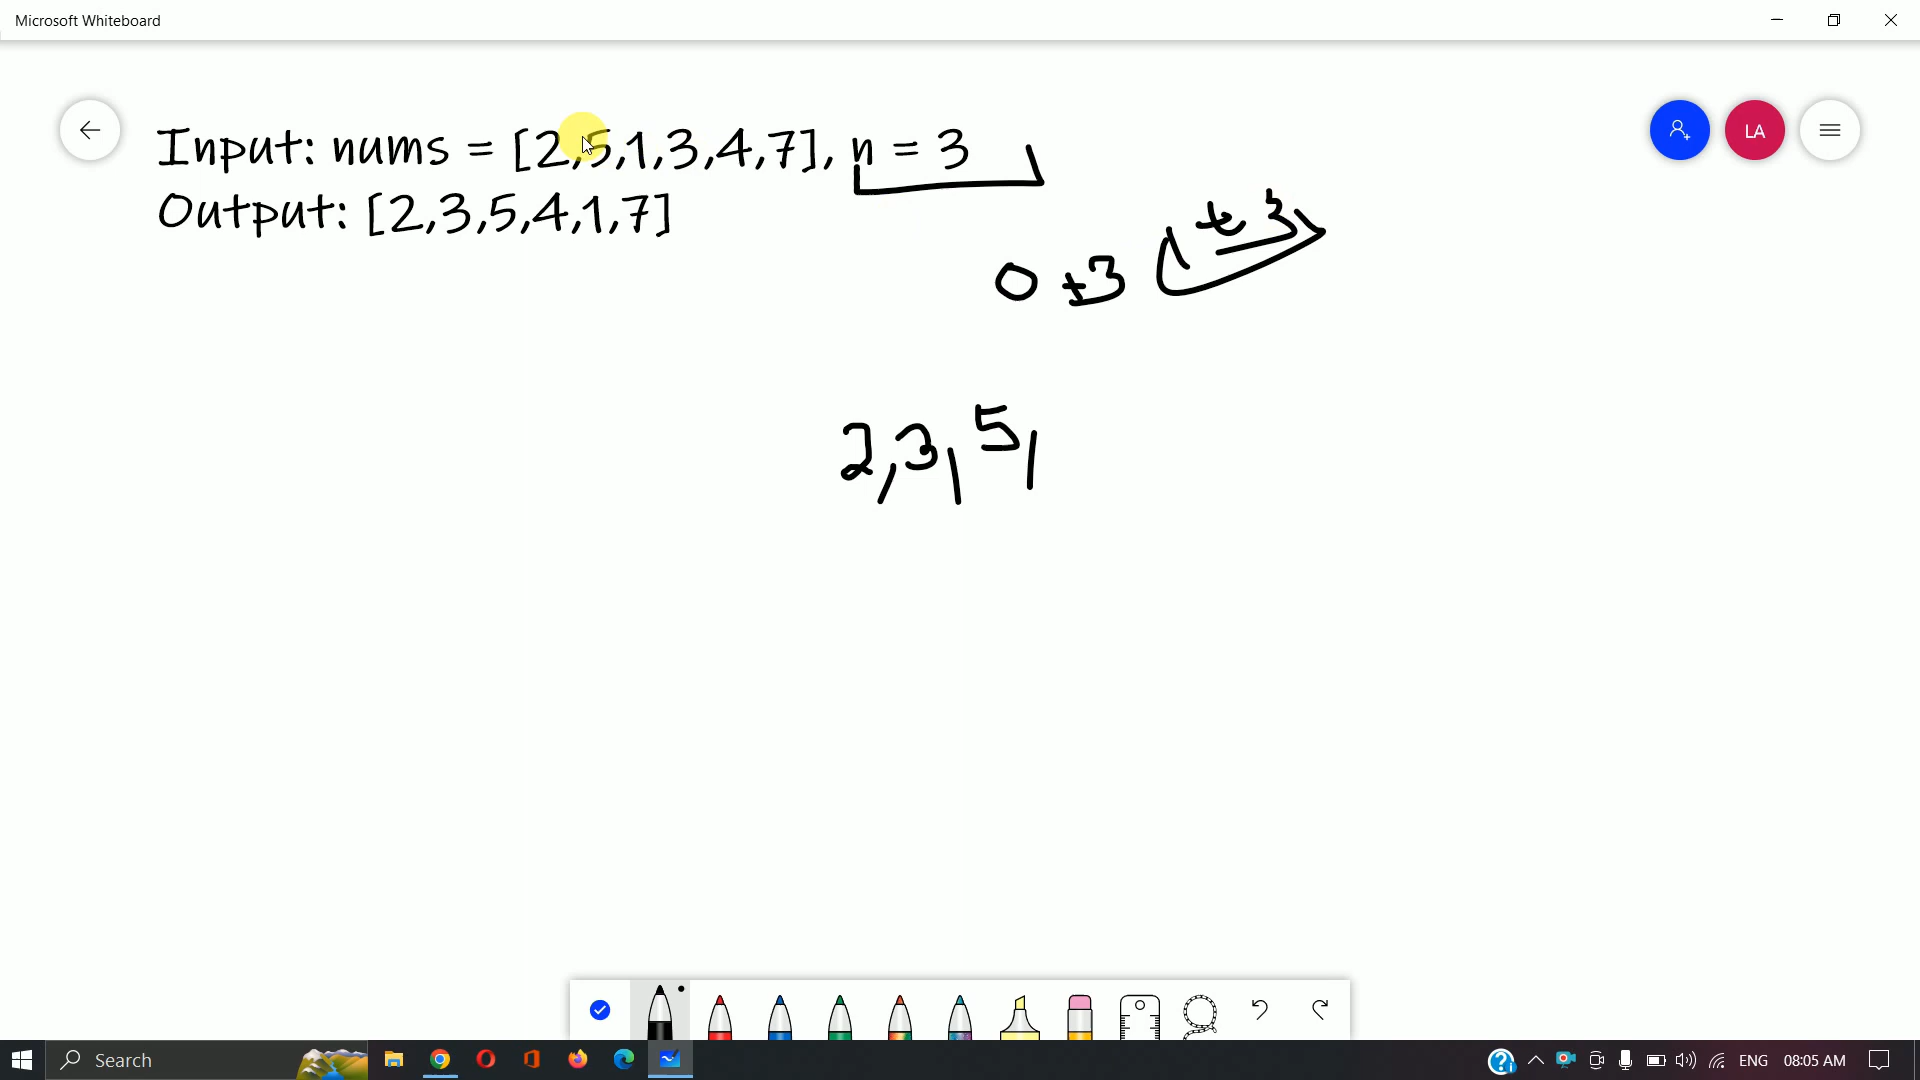 Microsoft Whiteboard
Input: nums = [2,5,1,3,4,7], n = 3
LA
Output: [2,3,5,4,1,7]
0 +3
+ 3
2,3,5,
Search
ENG 08:05 AM